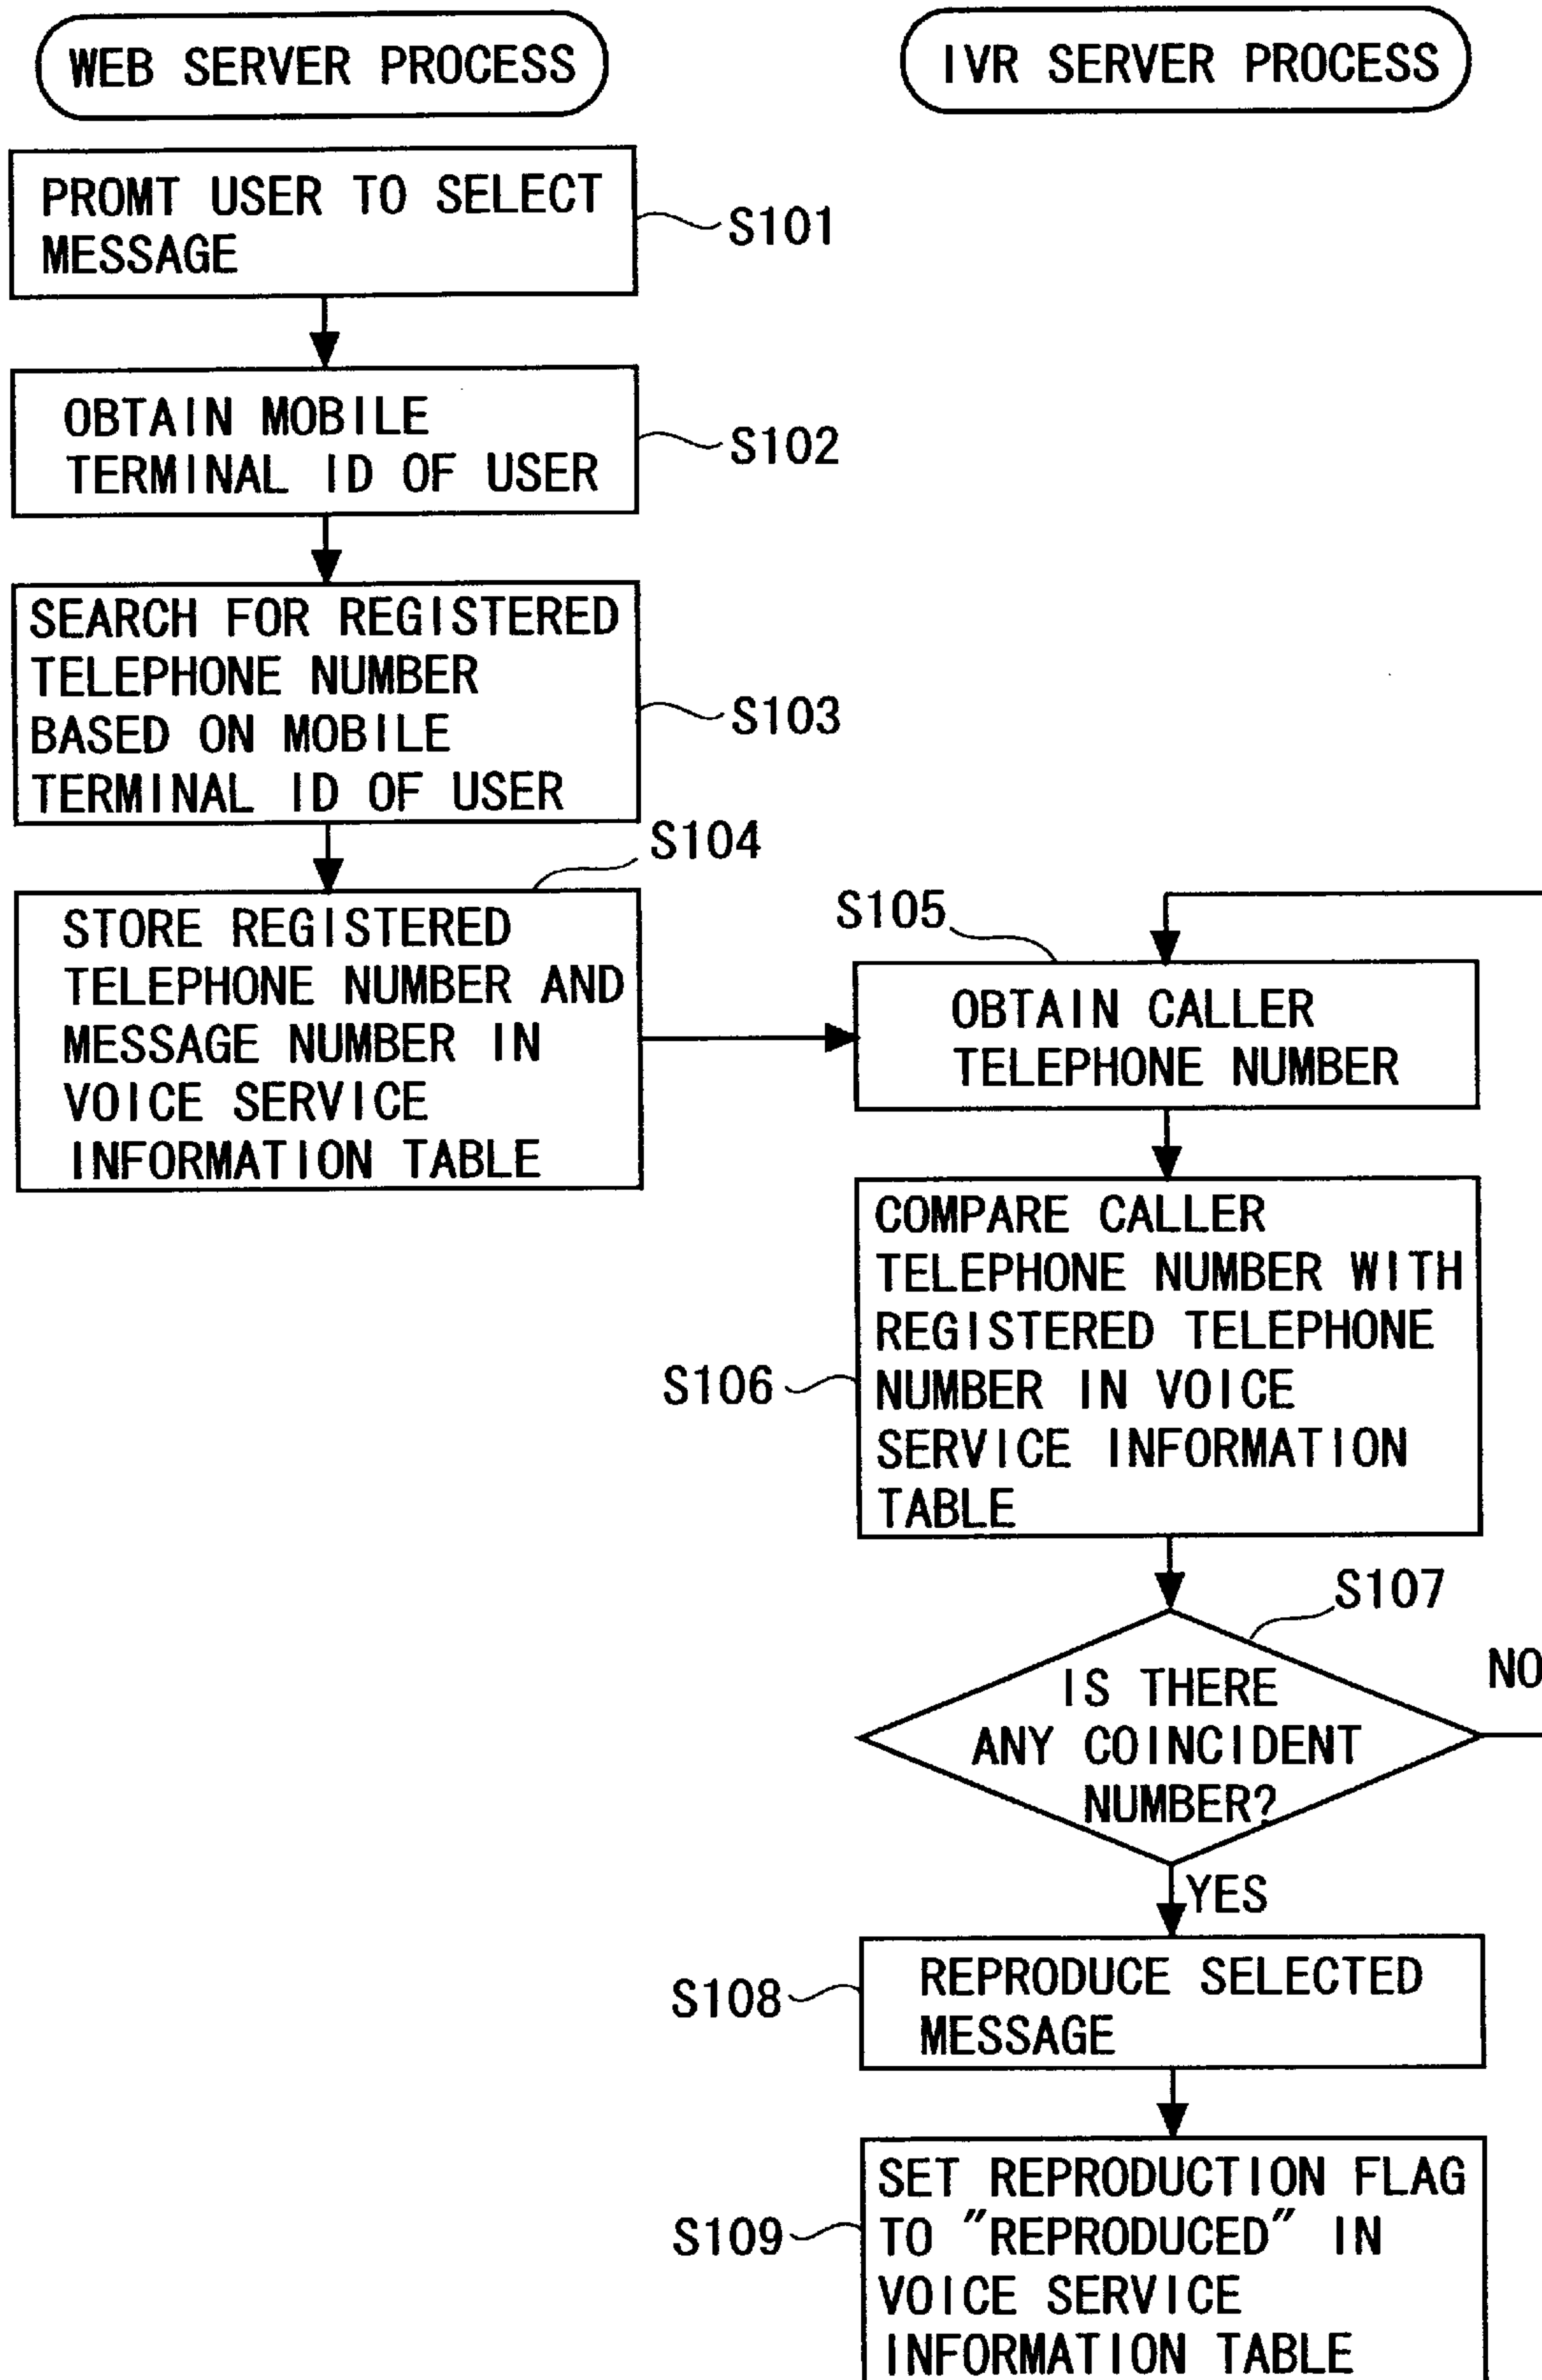 WEB SERVER PROCESS
IVR SERVER PROCESS
PROMT USER TO SELECT
MESSAGE
S101
OBTAIN MOBILE
TERMINAL ID OF USER
S102
SEARCH FOR REGISTERED
TELEPHONE NUMBER
BASED ON MOBILE
TERMINAL ID OF USER
S103
S104
STORE REGISTERED
TELEPHONE NUMBER AND
MESSAGE NUMBER IN
VOICE SERVICE
INFORMATION TABLE
S105
OBTAIN CALLER
TELEPHONE NUMBER
COMPARE CALLER
TELEPHONE NUMBER WITH
REGISTERED TELEPHONE
NUMBER IN VOICE
SERVICE INFORMATION
TABLE
S106
S107
IS THERE
ANY COINCIDENT
NUMBER?
NO
YES
S108
REPRODUCE SELECTED
MESSAGE
S109
SET REPRODUCTION FLAG
TO "REPRODUCED" IN
VOICE SERVICE
INFORMATION TABLE